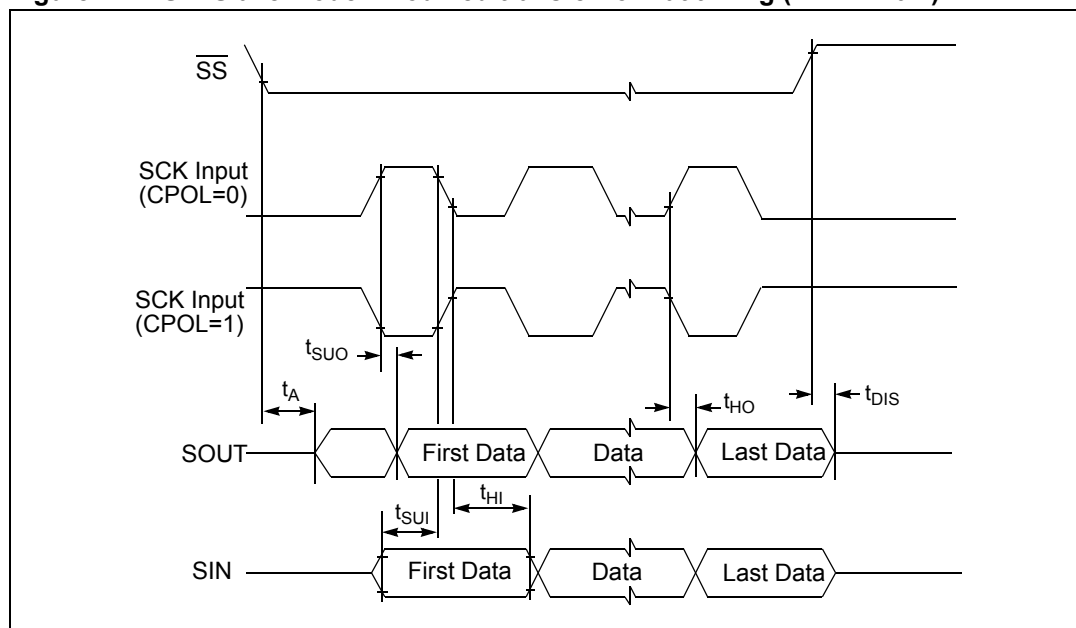 SS
SCK Input
(CPOL=0)
SCK Input
(CPOL=1)
tSUO
tA
tHO
tDIS
SOUT
First Data
Data
Last Data
tSUI
tHI
SIN
First Data
Data
Last Data